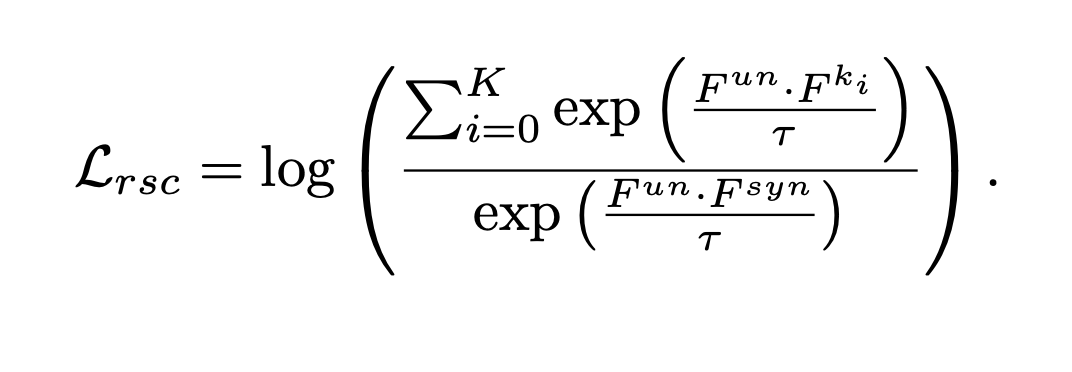 $$\mathcal{L}_{rsc} = \log \left( \frac{\sum_{i=0}^{K} \exp \left( \frac{F^{un} \cdot F^{k_i}}{\tau} \right)}{\exp \left( \frac{F^{un} \cdot F^{syn}}{\tau} \right)} \right).$$